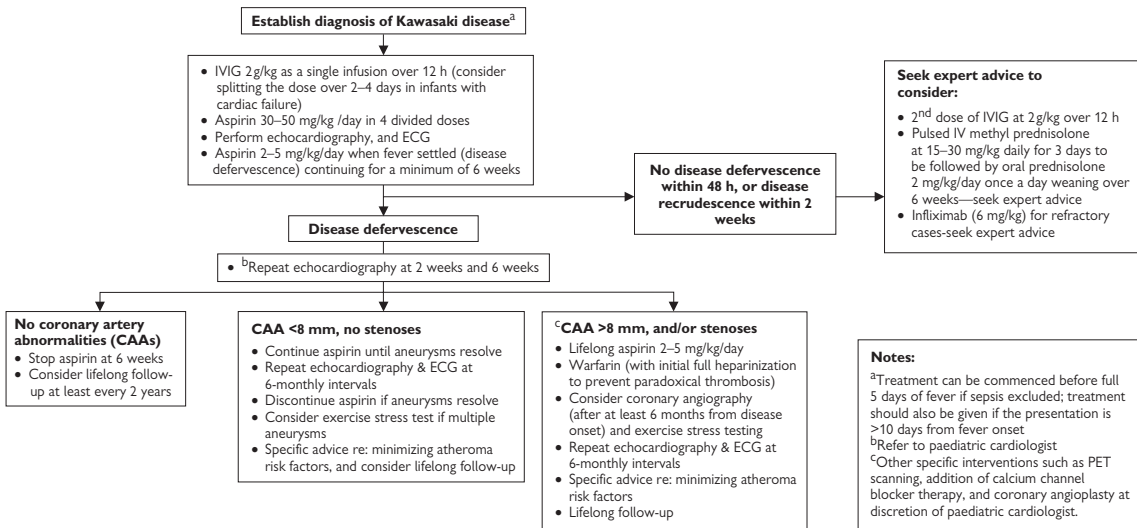 Establish diagnosis of Kawasaki diseaseᵃ
• IVIG 2g/kg as a single infusion over 12 h (consider
splitting the dose over 2–4 days in infants with
cardiac failure)
• Aspirin 30–50 mg/kg /day in 4 divided doses
• Perform echocardiography, and ECG
• Aspirin 2–5 mg/kg/day when fever settled (disease
defervescence) continuing for a minimum of 6 weeks
No disease defervescence
within 48 h, or disease
recrudescence within 2
weeks
Seek expert advice to
consider:
• 2ⁿᵈ dose of IVIG at 2g/kg over 12 h
• Pulsed IV methyl prednisolone
at 15–30 mg/kg daily for 3 days to
be followed by oral prednisolone
2 mg/kg/day once a day weaning over
6 weeks—seek expert advice
• Infliximab (6 mg/kg) for refractory
cases-seek expert advice
Disease defervescence
• ᵇRepeat echocardiography at 2 weeks and 6 weeks
No coronary artery
abnormalities (CAAs)
• Stop aspirin at 6 weeks
• Consider lifelong follow-
up at least every 2 years
CAA <8 mm, no stenoses
• Continue aspirin until aneurysms resolve
• Repeat echocardiography & ECG at
6-monthly intervals
• Discontinue aspirin if aneurysms resolve
• Consider exercise stress test if multiple
aneurysms
• Specific advice re: minimizing atheroma
risk factors, and consider lifelong follow-up
ᶜCAA >8 mm, and/or stenoses
• Lifelong aspirin 2–5 mg/kg/day
• Warfarin (with initial full heparinization
to prevent paradoxical thrombosis)
• Consider coronary angiography
(after at least 6 months from disease
onset) and exercise stress testing
• Repeat echocardiography & ECG at
6-monthly intervals
• Specific advice re: minimizing atheroma
risk factors
• Lifelong follow-up
Notes:
ᵃTreatment can be commenced before full
5 days of fever if sepsis excluded; treatment
should also be given if the presentation is
>10 days from fever onset
ᵇRefer to paediatric cardiologist
ᶜOther specific interventions such as PET
scanning, addition of calcium channel
blocker therapy, and coronary angioplasty at
discretion of paediatric cardiologist.